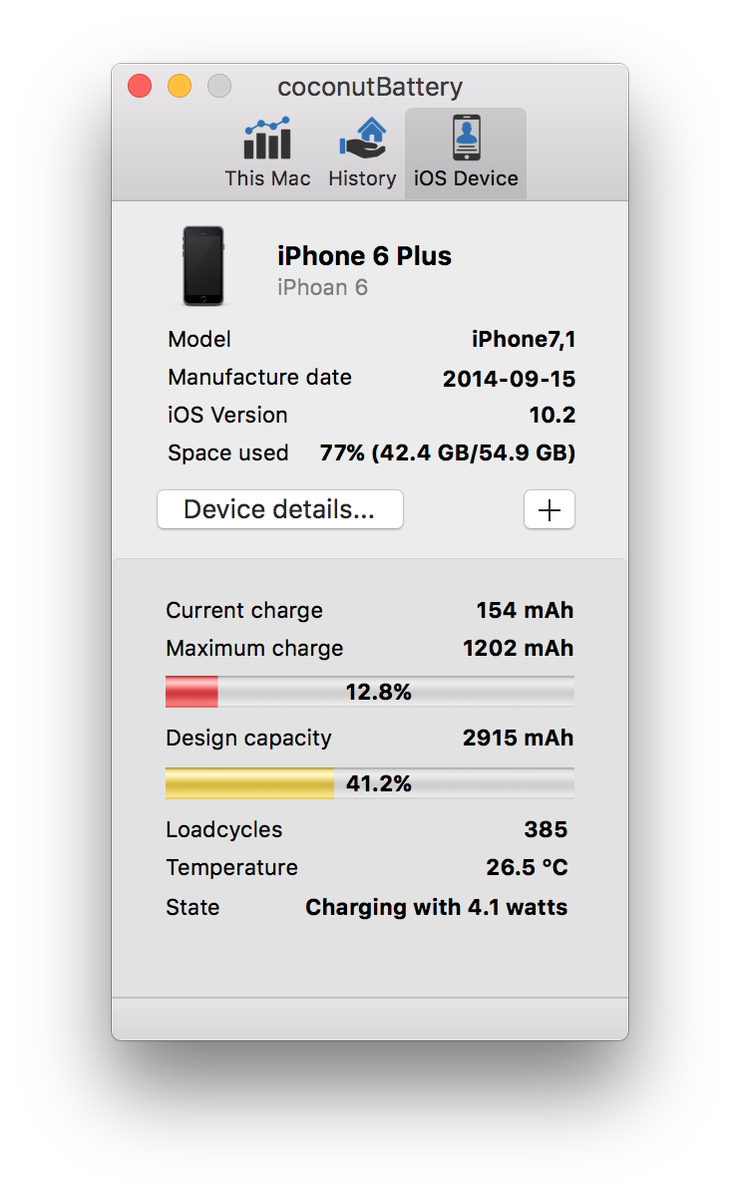 coconutBattery
This Mac History iOS Device
iPhone 6 Plus
iPhoan 6
Model iPhone7,1
Manufacture date 2014-09-15
iOS Version 10.2
Space used 77% (42.4 GB/54.9 GB)
Device details... +
Current charge 154 mAh
Maximum charge 1202 mAh
12.8%
Design capacity 2915 mAh
41.2%
Loadcycles 385
Temperature 26.5 °C
State Charging with 4.1 watts